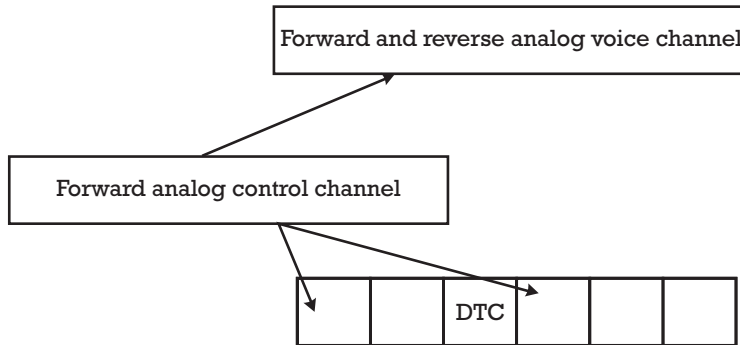 Forward and reverse analog voice channel
Forward analog control channel
DTC